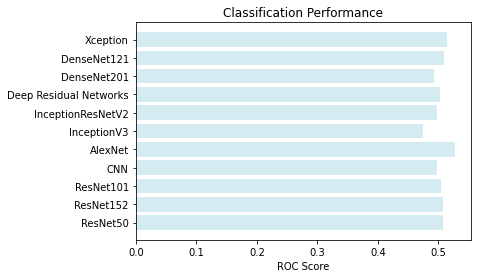 Classification Performance
Xception
DenseNet121
DenseNet201
Deep Residual Networks
InceptionResNetV2
InceptionV3
AlexNet
CNN
ResNet101
ResNet152
ResNet50
0.0 0.1 0.2 0.3 0.4 0.5
ROC Score